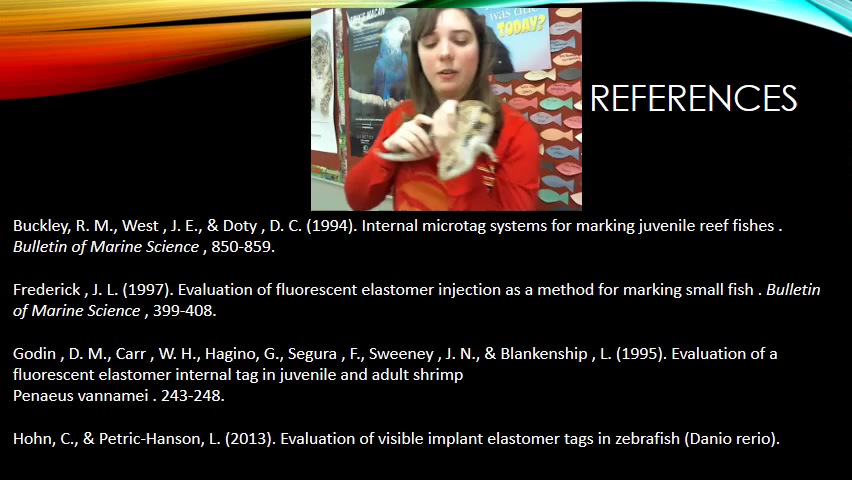 was due
TODAY?
REFERENCES
Buckley, R. M., West , J. E., & Doty , D. C. (1994). Internal microtag systems for marking juvenile reef fishes .
Bulletin of Marine Science , 850-859.
Frederick , J. L. (1997). Evaluation of fluorescent elastomer injection as a method for marking small fish . Bulletin
of Marine Science , 399-408.
Godin , D. M., Carr , W. H., Hagino, G., Segura , F., Sweeney , J. N., & Blankenship , L. (1995). Evaluation of a
fluorescent elastomer internal tag in juvenile and adult shrimp
Penaeus vannamei . 243-248.
Hohn, C., & Petric-Hanson, L. (2013). Evaluation of visible implant elastomer tags in zebrafish (Danio rerio).